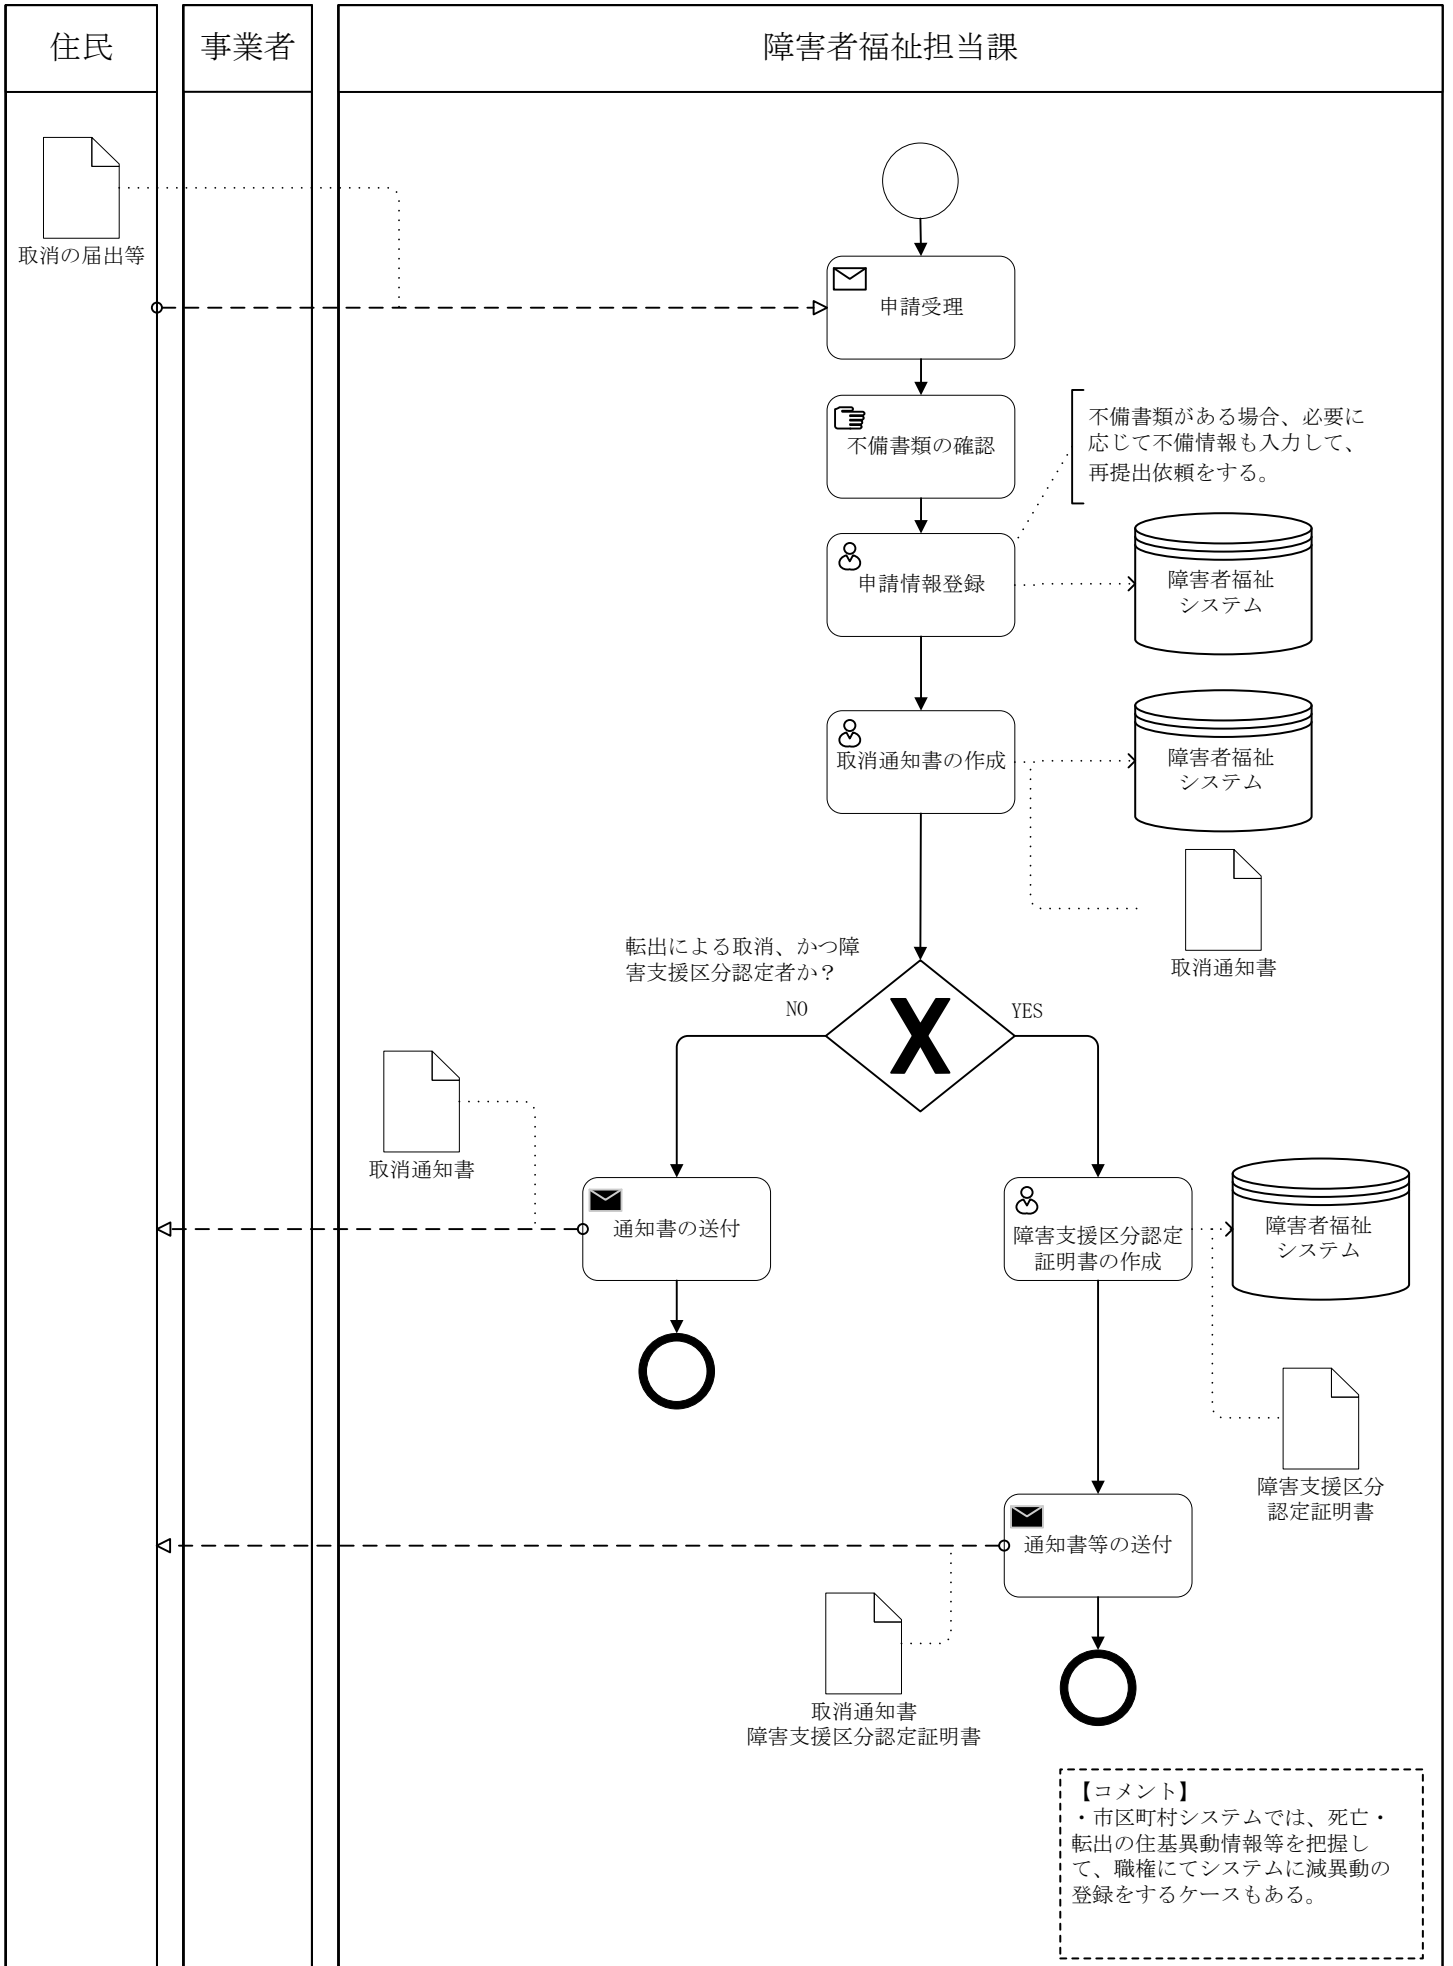 住民
事業者
障害者福祉担当課
取消の届出等
申請受理
不備書類の確認
不備書類がある場合、必要に
応じて不備情報も入力して、
再提出依頼をする。
申請情報登録
障害者福祉
システム
取消通知書の作成
障害者福祉
システム
取消通知書
転出による取消、かつ障
害支援区分認定者か？
NO
YES
X
取消通知書
通知書の送付
障害支援区分認定
証明書の作成
障害者福祉
システム
障害支援区分
認定証明書
通知書等の送付
取消通知書
障害支援区分認定証明書
【コメント】
・市区町村システムでは、死亡・
転出の住基異動情報等を把握し
て、職権にてシステムに減異動の
登録をするケースもある。